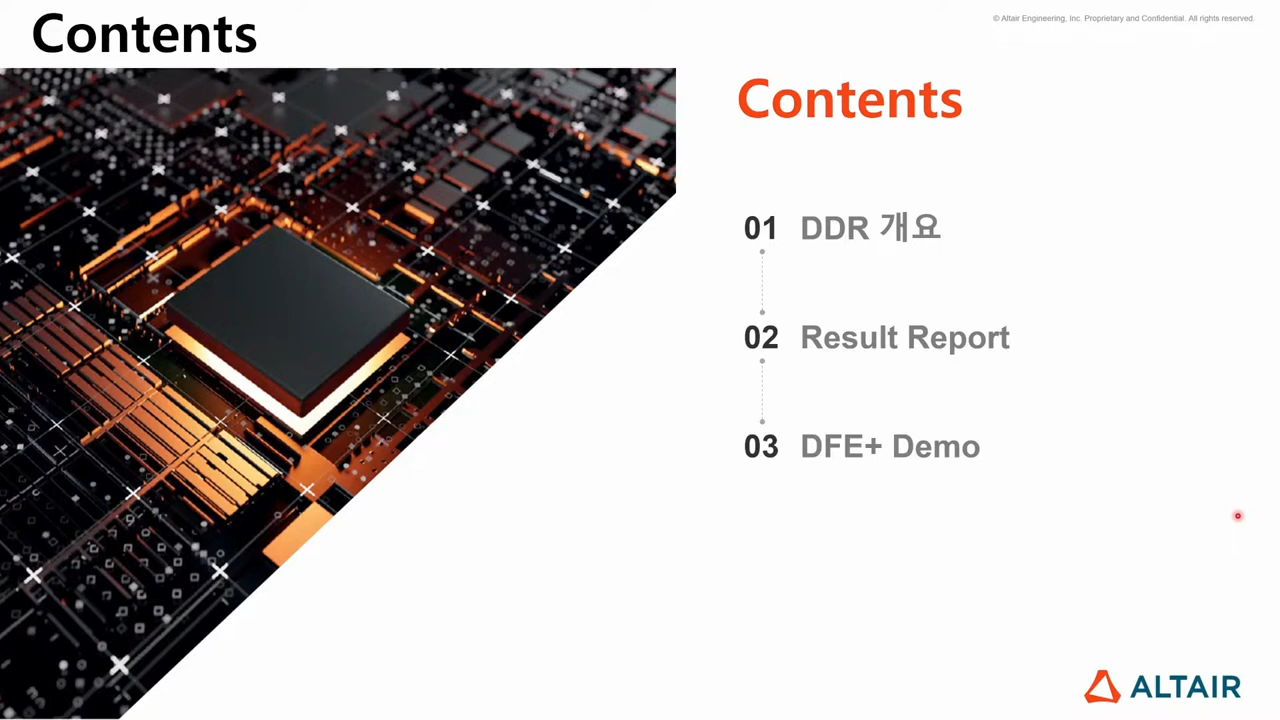 Contents
© Altair Engineering, Inc. Proprietary and Confidential. All rights reserved.
Contents
01 DDR 개요
02 Result Report
03 DFE+ Demo
ALTAIR